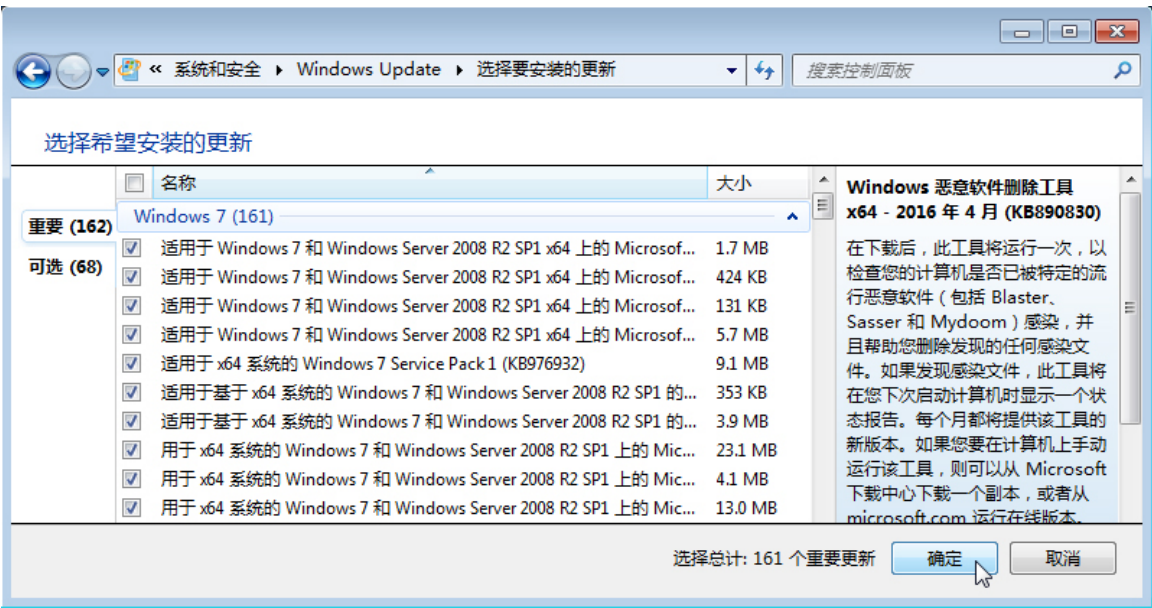 « 系统和安全 ▸ Windows Update ▸ 选择要安装的更新
搜索控制面板
选择希望安装的更新
重要 (162)
可选 (68)
名称 大小
Windows 7 (161)
适用于 Windows 7 和 Windows Server 2008 R2 SP1 x64 上的 Microsof... 1.7 MB
适用于 Windows 7 和 Windows Server 2008 R2 SP1 x64 上的 Microsof... 424 KB
适用于 Windows 7 和 Windows Server 2008 R2 SP1 x64 上的 Microsof... 131 KB
适用于 Windows 7 和 Windows Server 2008 R2 SP1 x64 上的 Microsof... 5.7 MB
适用于 x64 系统的 Windows 7 Service Pack 1 (KB976932) 9.1 MB
适用于基于 x64 系统的 Windows 7 和 Windows Server 2008 R2 SP1 的... 353 KB
适用于基于 x64 系统的 Windows 7 和 Windows Server 2008 R2 SP1 的... 3.9 MB
用于 x64 系统的 Windows 7 和 Windows Server 2008 R2 SP1 上的 Mic... 23.1 MB
用于 x64 系统的 Windows 7 和 Windows Server 2008 R2 SP1 上的 Mic... 4.1 MB
用于 x64 系统的 Windows 7 和 Windows Server 2008 R2 SP1 上的 Mic... 13.0 MB
Windows 恶意软件删除工具
x64 - 2016 年 4 月 (KB890830)
在下载后，此工具将运行一次，以
检查您的计算机是否已被特定的流
行恶意软件（包括 Blaster、
Sasser 和 Mydoom）感染，并
且帮助您删除发现的任何感染文
件。如果发现感染文件，此工具将
在您下次启动计算机时显示一个状
态报告。每个月都将提供该工具的
新版本。如果您要在计算机上手动
运行该工具，则可以从 Microsoft
下载中心下载一个副本，或者从
microsoft.com 运行在线版本。
选择总计: 161 个重要更新
确定
取消